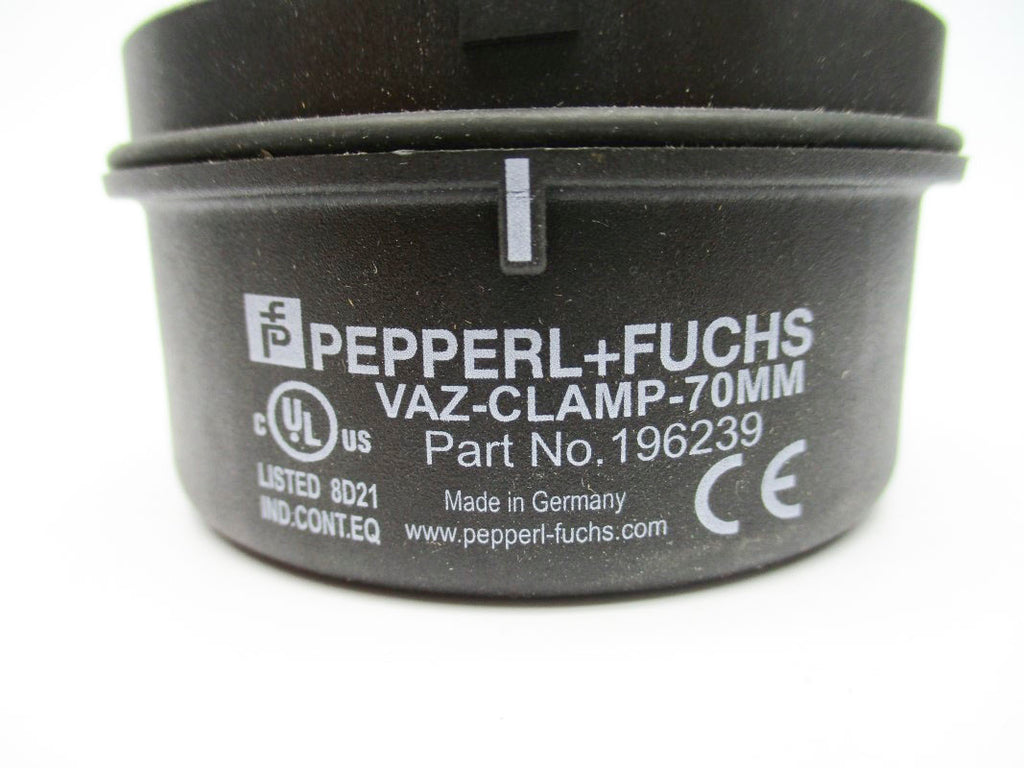 PEPPERL+FUCHS
VAZ-CLAMP-70MM
Part No. 196239
C UL US
LISTED 8D21
IND.CONT.EQ
Made in Germany
www.pepperl-fuchs.com
CE